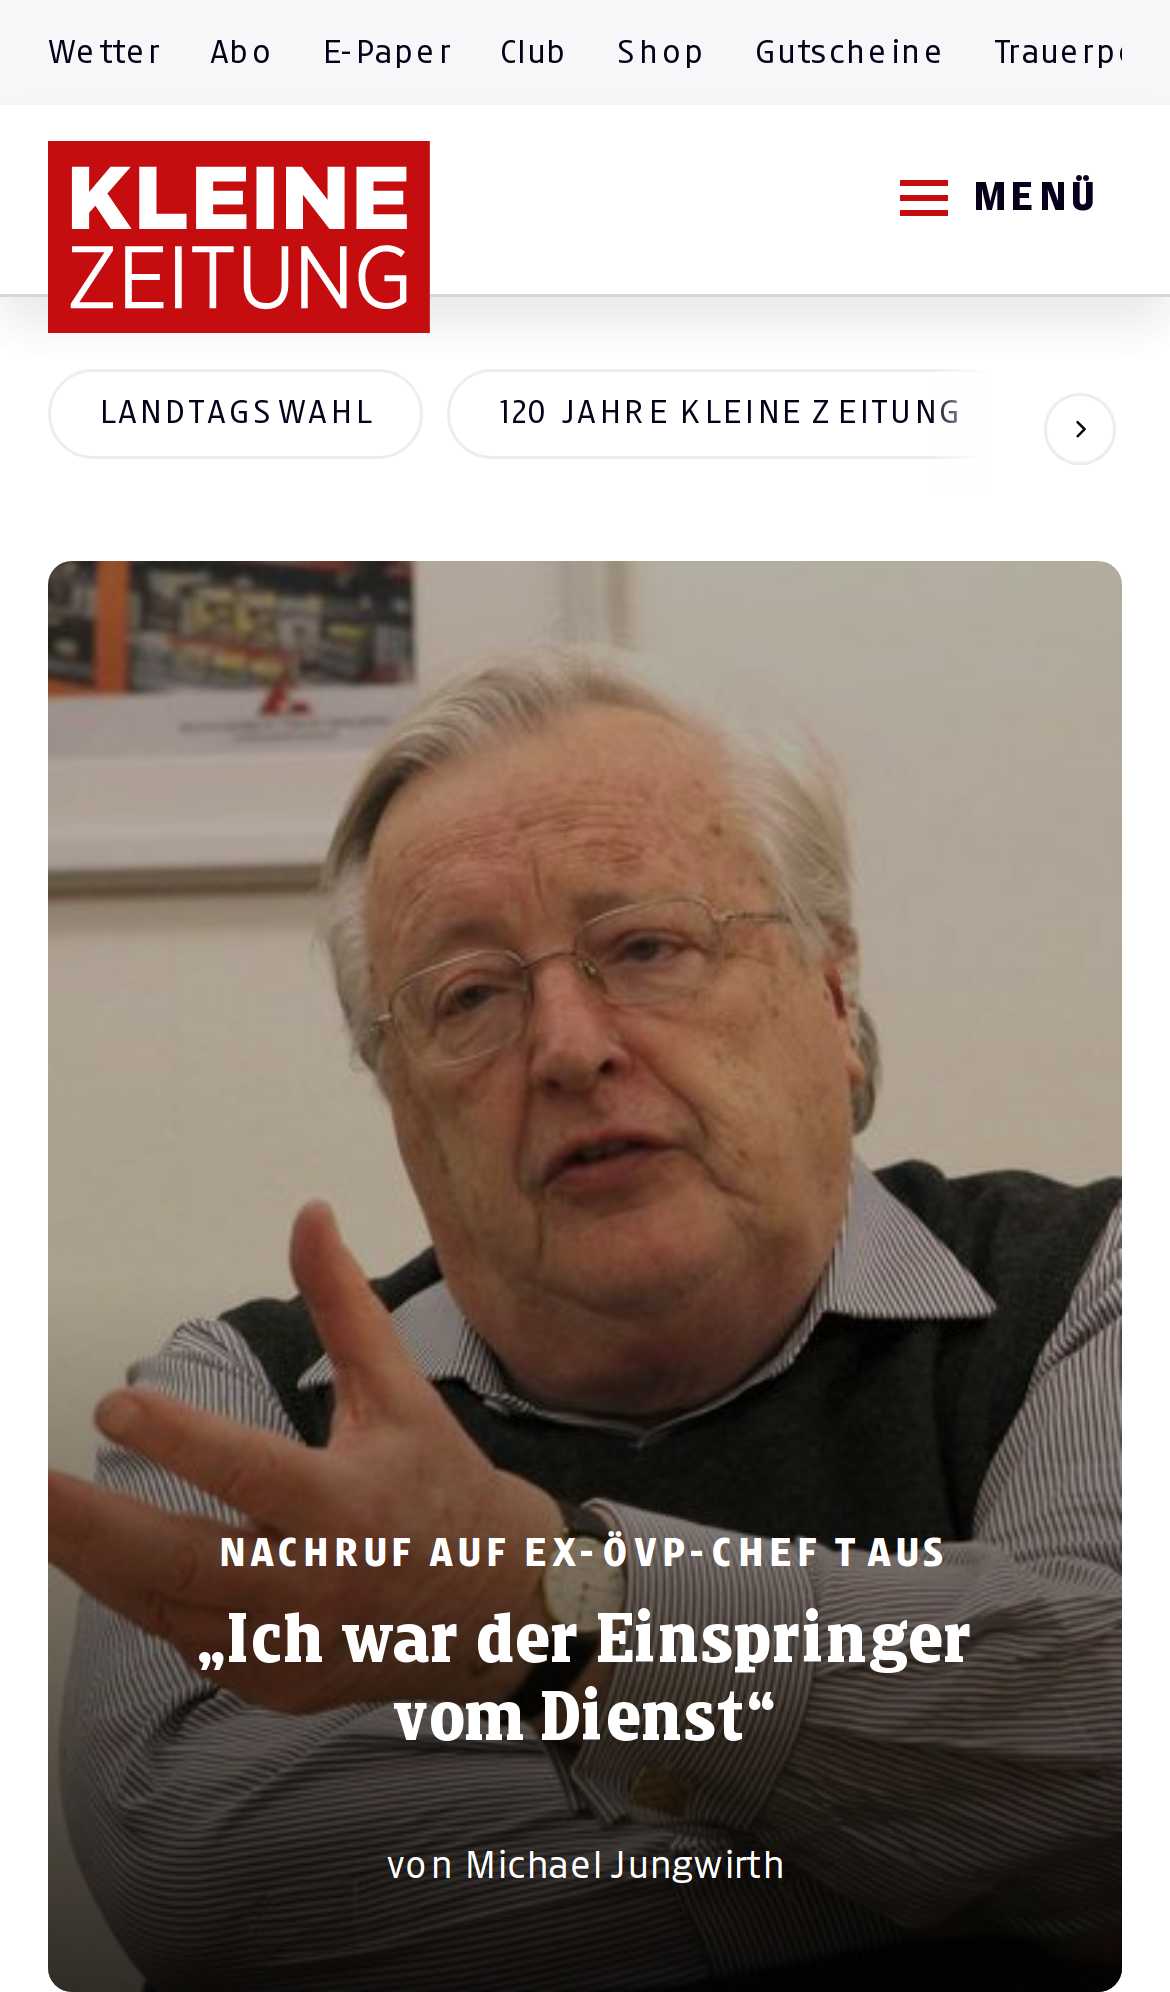 Wetter Abo E-Paper Club Shop Gutscheine
KLEINE
ZEITUNG
MENÜ
LANDTAGSWAHL 120 JAHRE KLEINE ZEITUNG
NACHRUF AUF EX-ÖVP-CHEF TAUS
„Ich war der Einspringer
vom Dienst“
von Michael Jungwirth